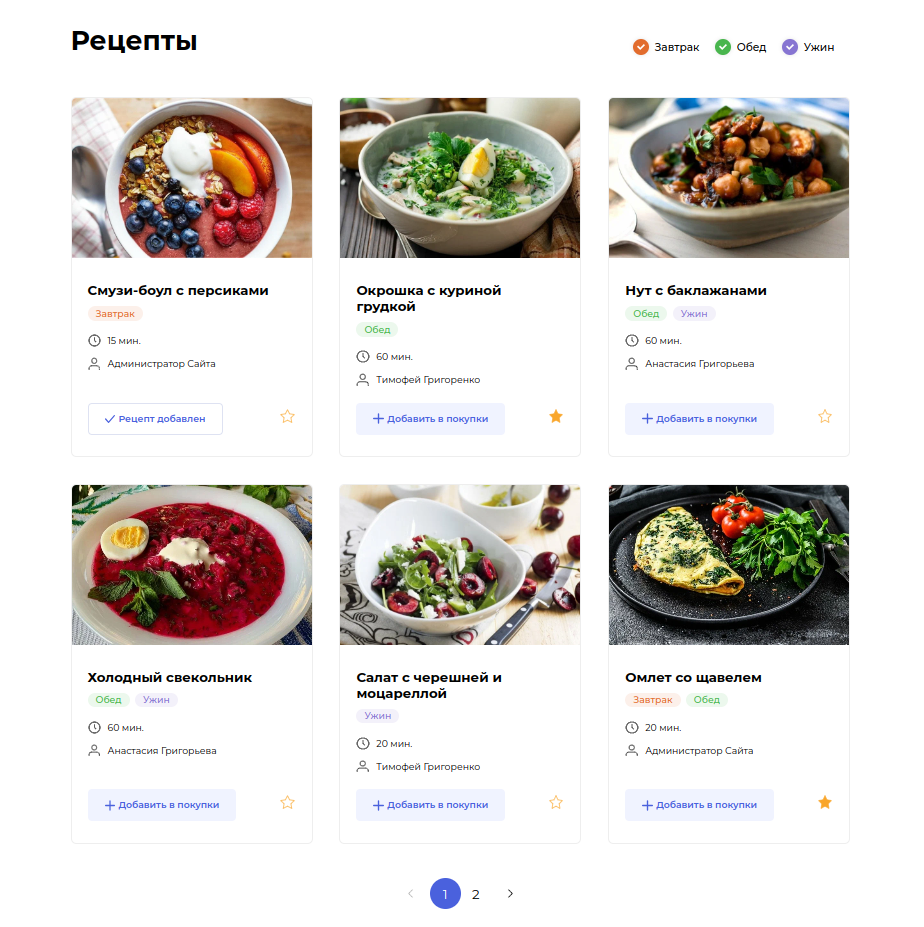 Рецепты
Завтрак
Обед
Ужин
Смузи-боул с персиками
Завтрак
15 мин.
Администратор Сайта
Рецепт добавлен
Окрошка с куриной
грудкой
Обед
60 мин.
Тимофей Григоренко
Добавить в покупки
Нут с баклажанами
Обед Ужин
60 мин.
Анастасия Григорьева
Добавить в покупки
Холодный свекольник
Обед Ужин
60 мин.
Анастасия Григорьева
Добавить в покупки
Салат с черешней и
моцареллой
Ужин
20 мин.
Тимофей Григоренко
Добавить в покупки
Омлет со щавелем
Завтрак Обед
20 мин.
Администратор Сайта
Добавить в покупки
1 2